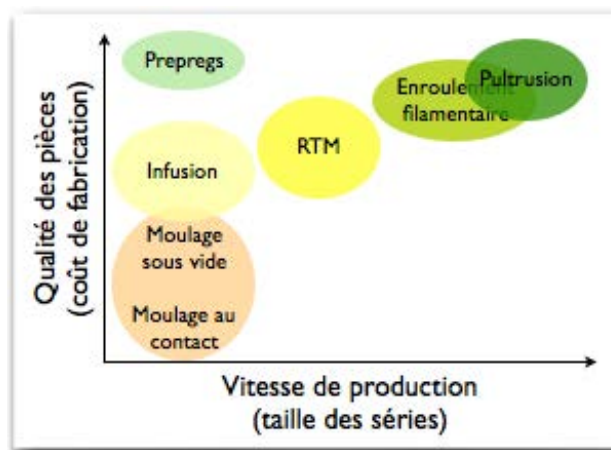 Qualité des pièces
(coût de fabrication)
Prepregs
Infusion
Moulage
sous vide
Moulage au
contact
RTM
Enroulement
filamentaire
Pultrusion
Vitesse de production
(taille des séries)